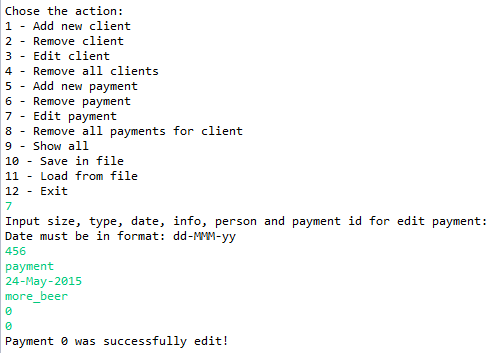 Chose the action:
1 - Add new client
2 - Remove client
3 - Edit client
4 - Remove all clients
5 - Add new payment
6 - Remove payment
7 - Edit payment
8 - Remove all payments for client
9 - Show all
10 - Save in file
11 - Load from file
12 - Exit
7
Input size, type, date, info, person and payment id for edit payment:
Date must be in format: dd-MMM-yy
456
payment
24-May-2015
more_beer
0
0
Payment 0 was successfully edit!